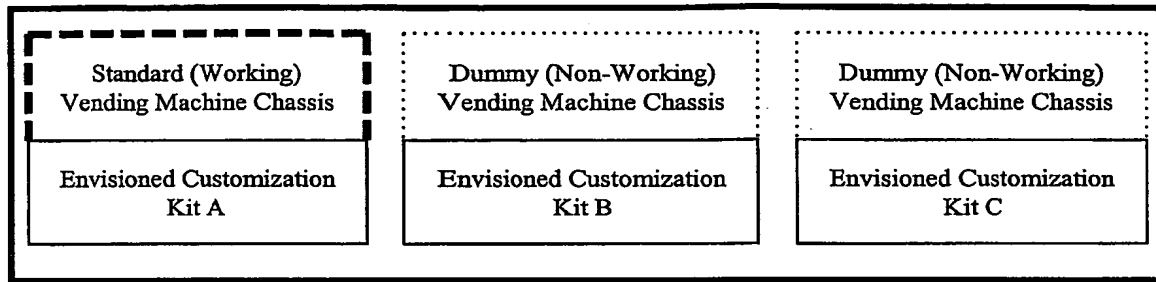 Standard (Working)
Vending Machine Chassis
Envisioned Customization
Kit A
Dummy (Non-Working)
Vending Machine Chassis
Envisioned Customization
Kit B
Dummy (Non-Working)
Vending Machine Chassis
Envisioned Customization
Kit C